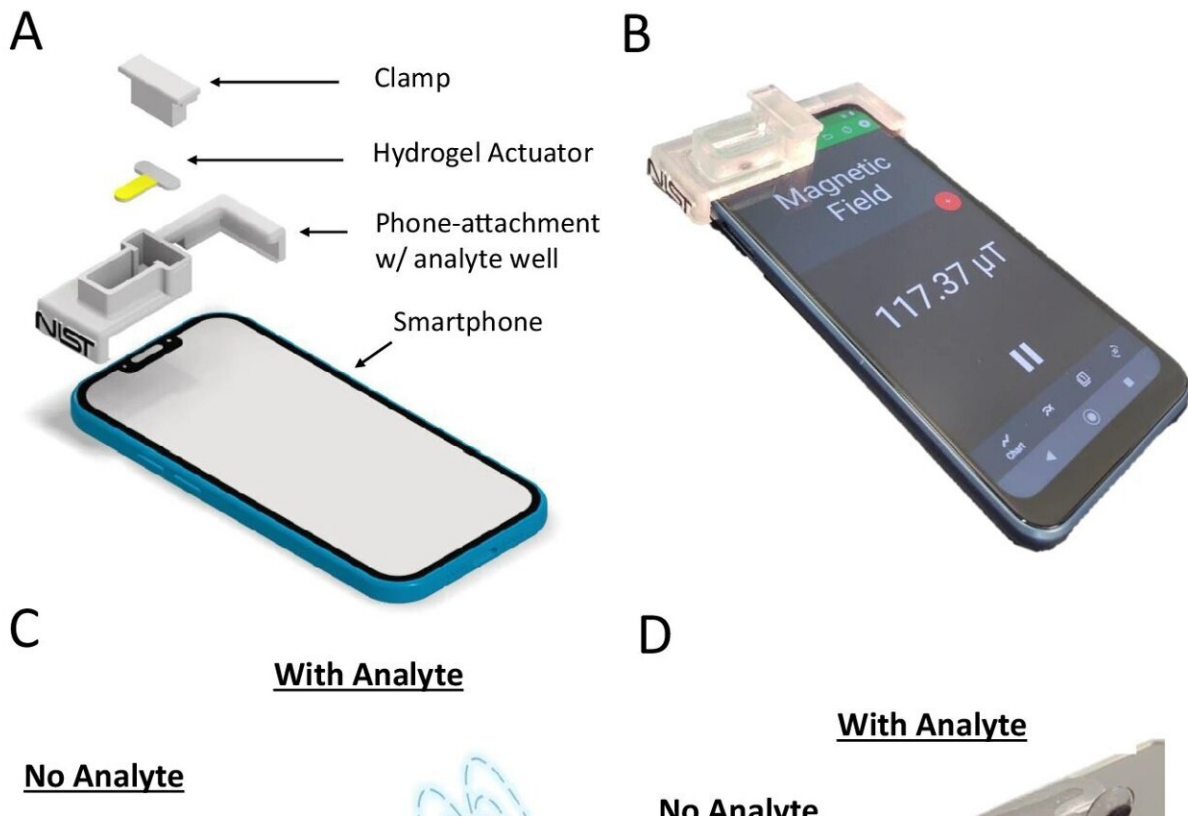 A
Clamp
Hydrogel Actuator
Phone-attachment
w/ analyte well
Smartphone
NIST
B
NIST
Magnetic
Field
117.37 µT
Chart
C
With Analyte
No Analyte
D
With Analyte
No Analyte